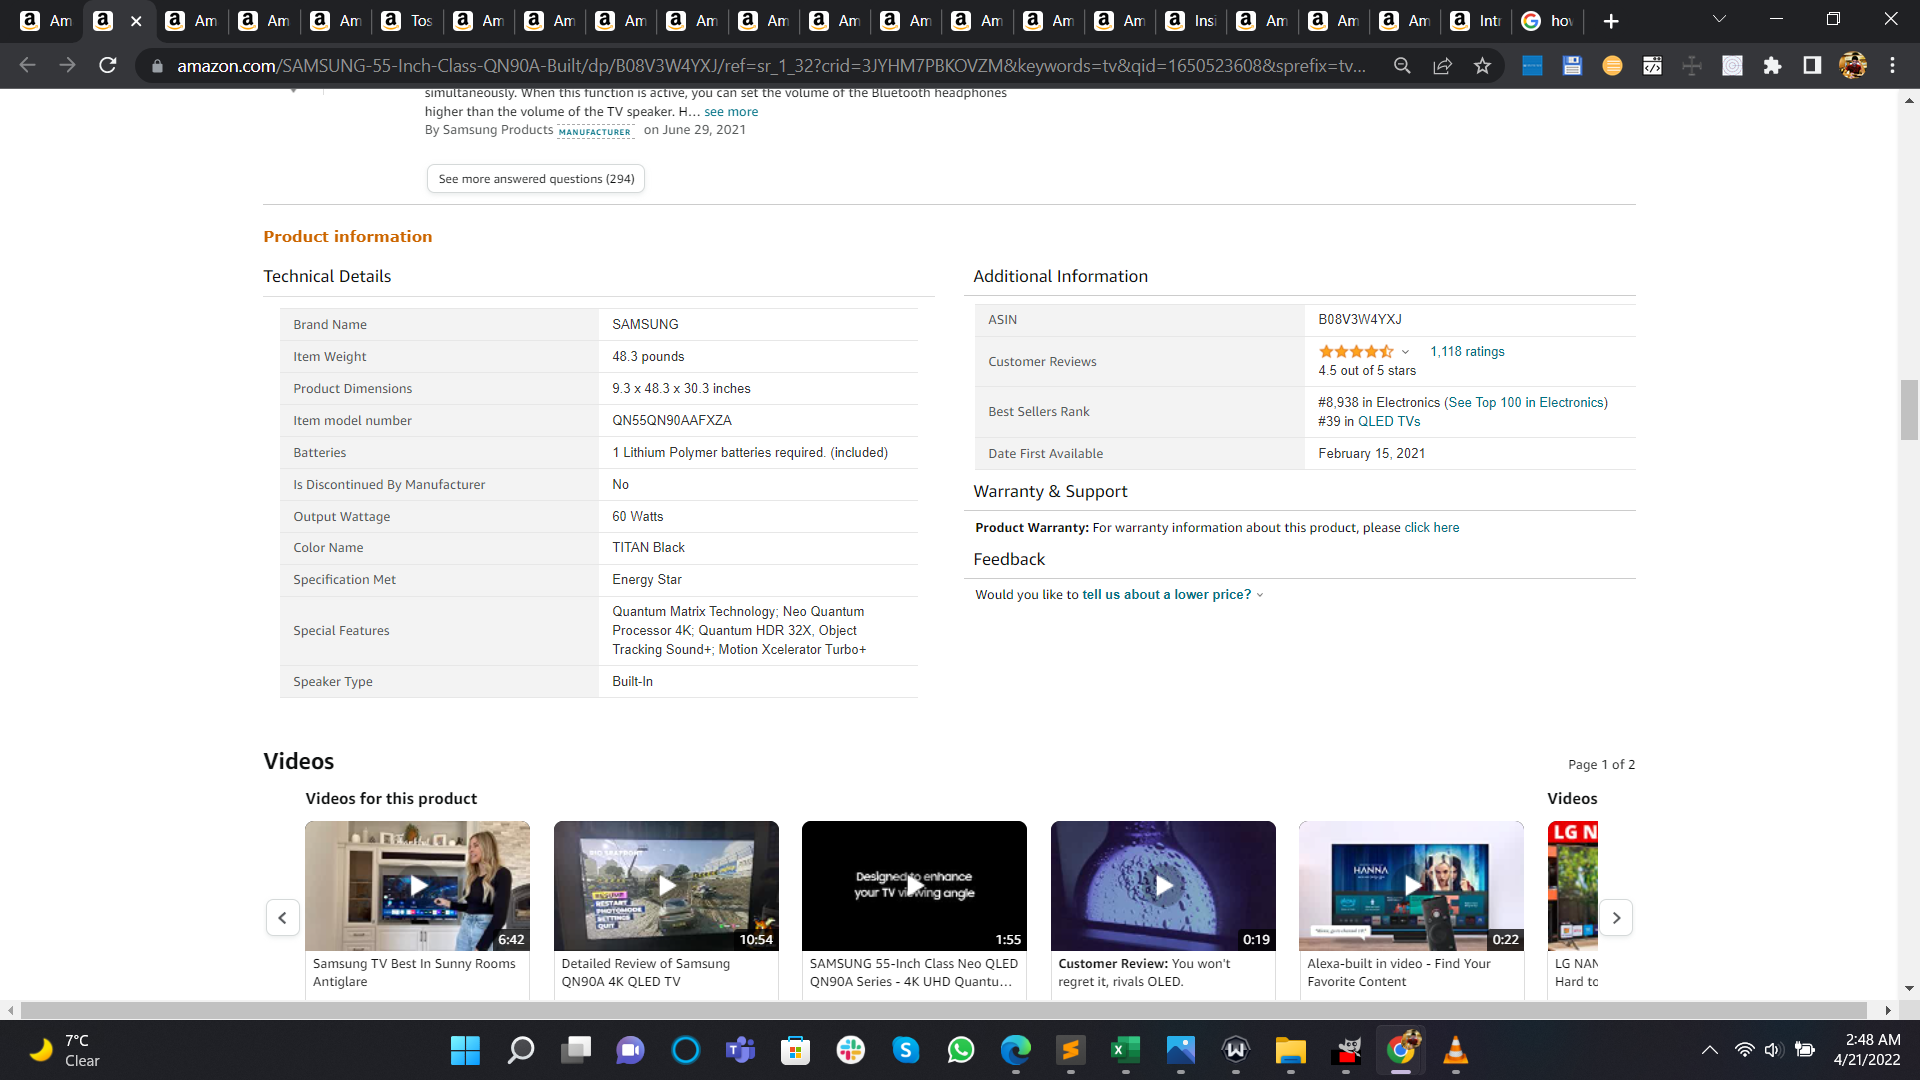 Am
Am
Am
Am
Tos
Am
Am
Am
Am
Am
Am
Am
Am
Am
Am
Insi
Am
Am
Am
Intr
how
amazon.com/SAMSUNG-55-Inch-Class-QN90A-Built/dp/B08V3W4YXJ/ref=sr_1_32?crid=3JYHM7PBKOVZM&keywords=tv&qid=1650523608&sprefix=tv...
simultaneously. When this function is active, you can set the volume of the Bluetooth headphones
higher than the volume of the TV speaker. H... see more
By Samsung Products MANUFACTURER on June 29, 2021
See more answered questions (294)
Product information
Technical Details
Brand Name SAMSUNG
Item Weight 48.3 pounds
Product Dimensions 9.3 x 48.3 x 30.3 inches
Item model number QN55QN90AAFXZA
Batteries 1 Lithium Polymer batteries required. (included)
Is Discontinued By Manufacturer No
Output Wattage 60 Watts
Color Name TITAN Black
Specification Met Energy Star
Special Features Quantum Matrix Technology; Neo Quantum
Processor 4K; Quantum HDR 32X, Object
Tracking Sound+; Motion Xcelerator Turbo+
Speaker Type Built-In
Additional Information
ASIN B08V3W4YXJ
Customer Reviews 1,118 ratings
4.5 out of 5 stars
Best Sellers Rank #8,938 in Electronics (See Top 100 in Electronics)
#39 in QLED TVs
Date First Available February 15, 2021
Warranty & Support
Product Warranty: For warranty information about this product, please click here
Feedback
Would you like to tell us about a lower price?
Videos
Page 1 of 2
Videos for this product
Videos
6:42
Samsung TV Best In Sunny Rooms
Antiglare
RESTART
PHOTOMODE
SETTINGS
QUIT
10:54
Detailed Review of Samsung
QN90A 4K QLED TV
Designed to enhance
your TV viewing angle
1:55
SAMSUNG 55-Inch Class Neo QLED
QN90A Series - 4K UHD Quantu...
0:19
Customer Review: You won't
regret it, rivals OLED.
HANNA
0:22
Alexa-built in video - Find Your
Favorite Content
LG N
LG NAN
Hard to
7°C
Clear
2:48 AM
4/21/2022